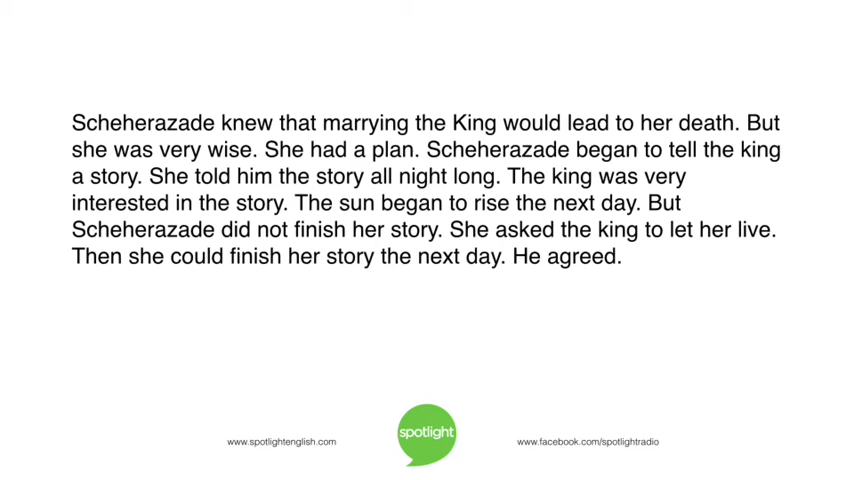 Scheherazade knew that marrying the King would lead to her death. But
she was very wise. She had a plan. Scheherazade began to tell the king
a story. She told him the story all night long. The king was very
interested in the story. The sun began to rise the next day. But
Scheherazade did not finish her story. She asked the king to let her live.
Then she could finish her story the next day. He agreed.
www.spotlightenglish.com
spotlight
www.facebook.com/spotlightradio